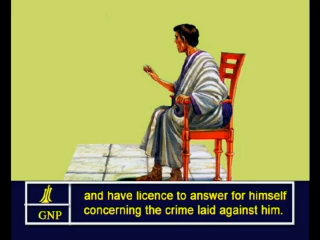 and have licence to answer for himself
concerning the crime laid against him.
GNP